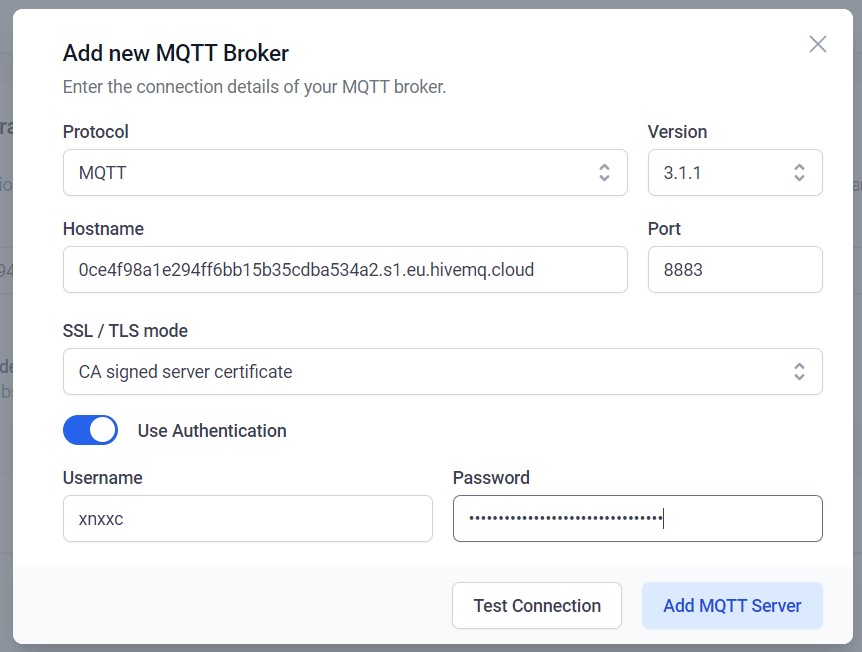 Add new MQTT Broker
Enter the connection details of your MQTT broker.
Protocol
Version
MQTT
3.1.1
Hostname
Port
0ce4f98a1e294ff6bb15b35cdba534a2.s1.eu.hivemq.cloud
8883
SSL / TLS mode
CA signed server certificate
Use Authentication
Username
Password
xnxxc
•••••••••••••••••••••••••••••••••
Test Connection
Add MQTT Server